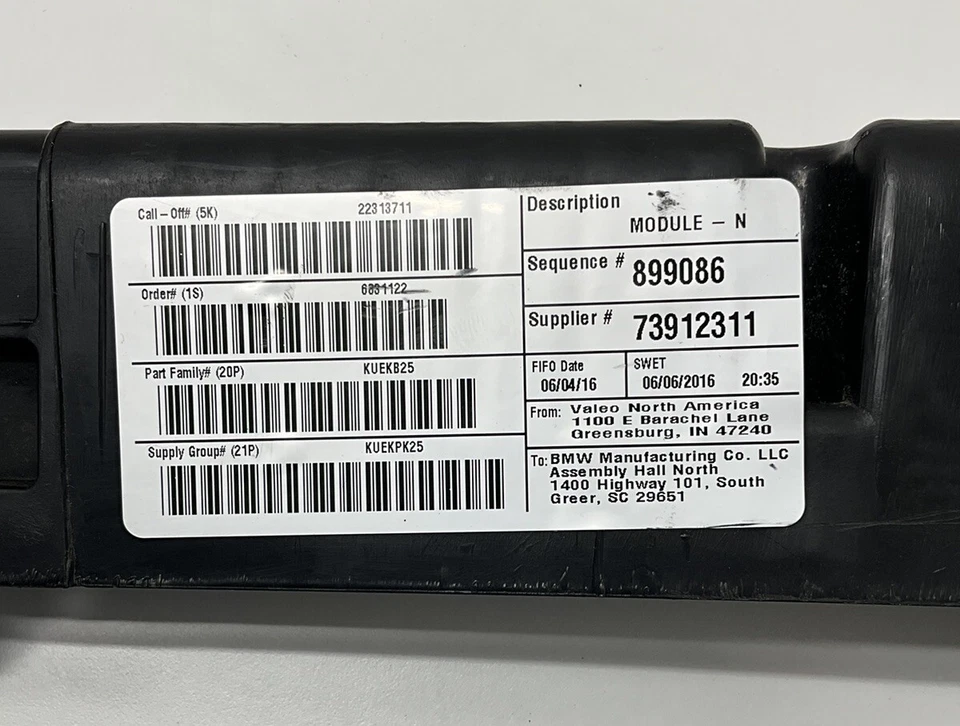 Call-Off# (5K) 22313711
Order# (1S) 6831122
Part Family# (20P) KUEKB25
Supply Group# (21P) KUEKPK25
Description
MODULE - N
Sequence # 899086
Supplier # 73912311
FIFO Date
06/04/16
SWET
06/06/2016 20:35
From: Valeo North America
1100 E Barachel Lane
Greensburg, IN 47240
To: BMW Manufacturing Co. LLC
Assembly Hall North
1400 Highway 101, South
Greer, SC 29651